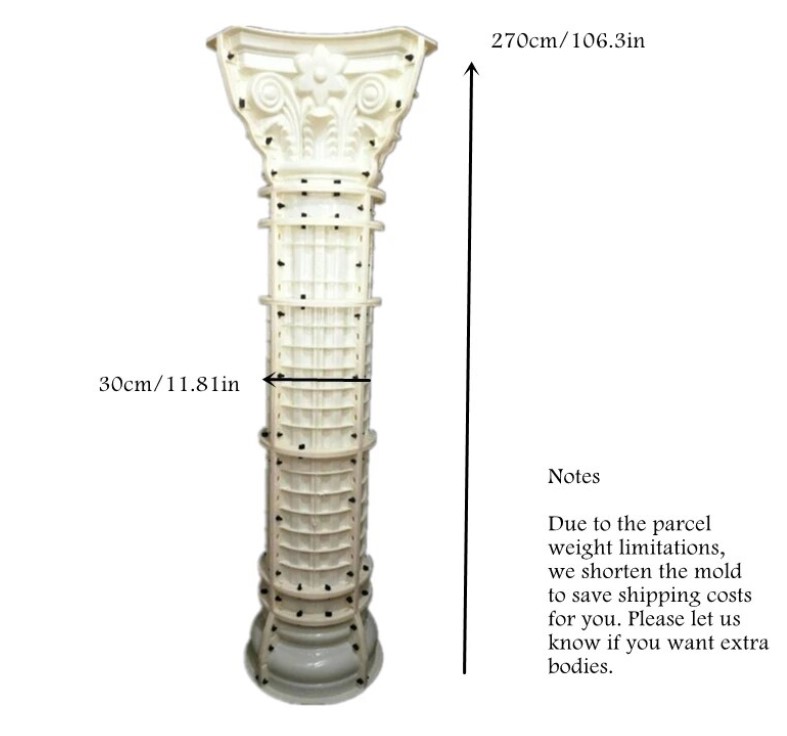 270cm/106.3in
30cm/11.81in
Notes
Due to the parcel
weight limitations,
we shorten the mold
to save shipping costs
for you. Please let us
know if you want extra
bodies.